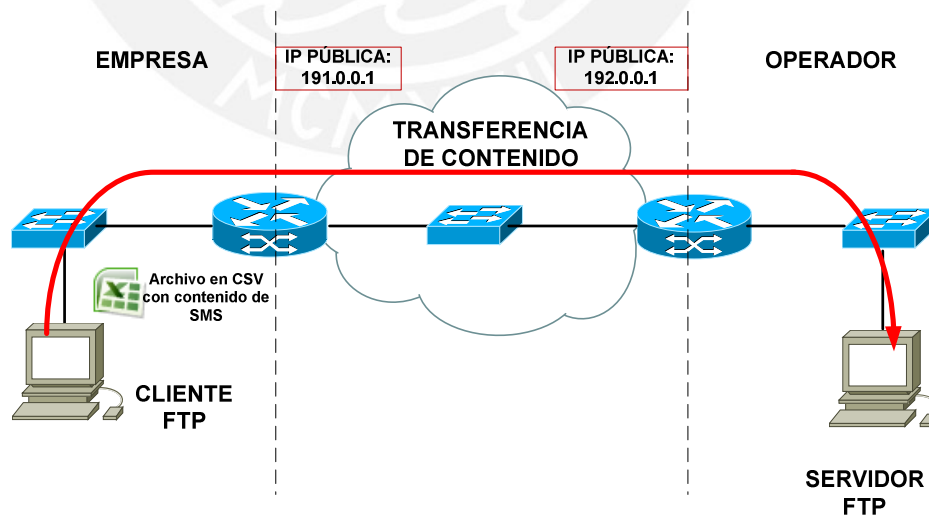 EMPRESA
IP PÚBLICA:
191.0.0.1
IP PÚBLICA:
192.0.0.1
OPERADOR
TRANSFERENCIA
DE CONTENIDO
Archivo en CSV
con contenido de
SMS
CLIENTE
FTP
SERVIDOR
FTP